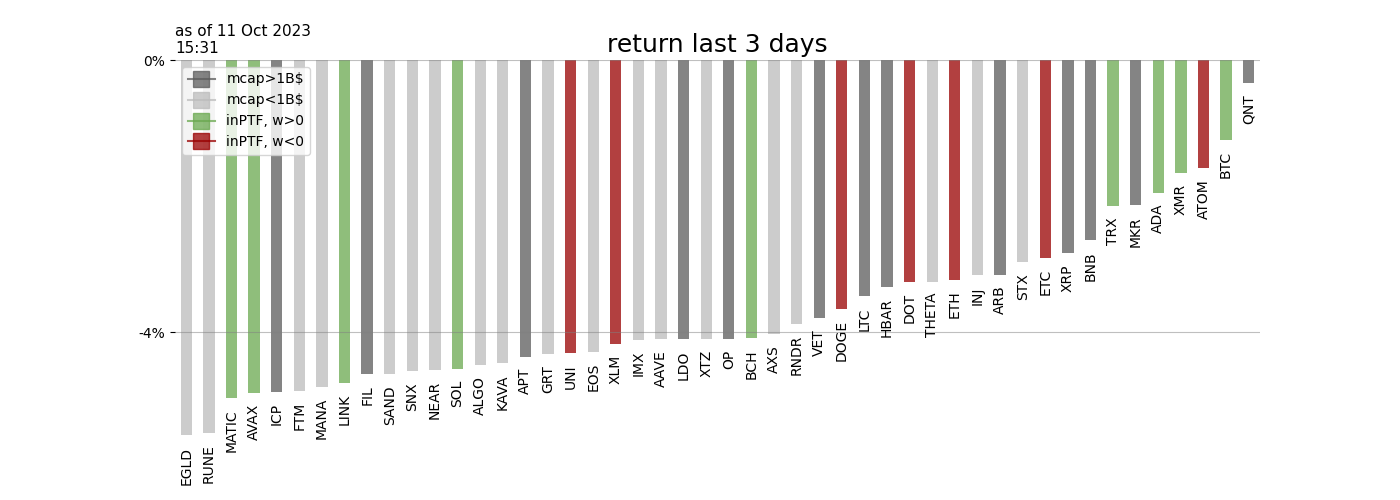 as of 11 Oct 2023
15:31
return last 3 days
0%
mcap>1B$
mcap<1B$
inPTF, w>0
inPTF, w<0
-4%
EGLD
RUNE
MATIC
AVAX
ICP
FTM
MANA
LINK
FIL
SAND
SNX
NEAR
SOL
ALGO
KAVA
APT
GRT
UNI
EOS
XLM
IMX
AAVE
LDO
XTZ
OP
BCH
AXS
RNDR
VET
DOGE
LTC
HBAR
DOT
THETA
ETH
INJ
ARB
STX
ETC
XRP
BNB
TRX
MKR
ADA
XMR
ATOM
BTC
QNT